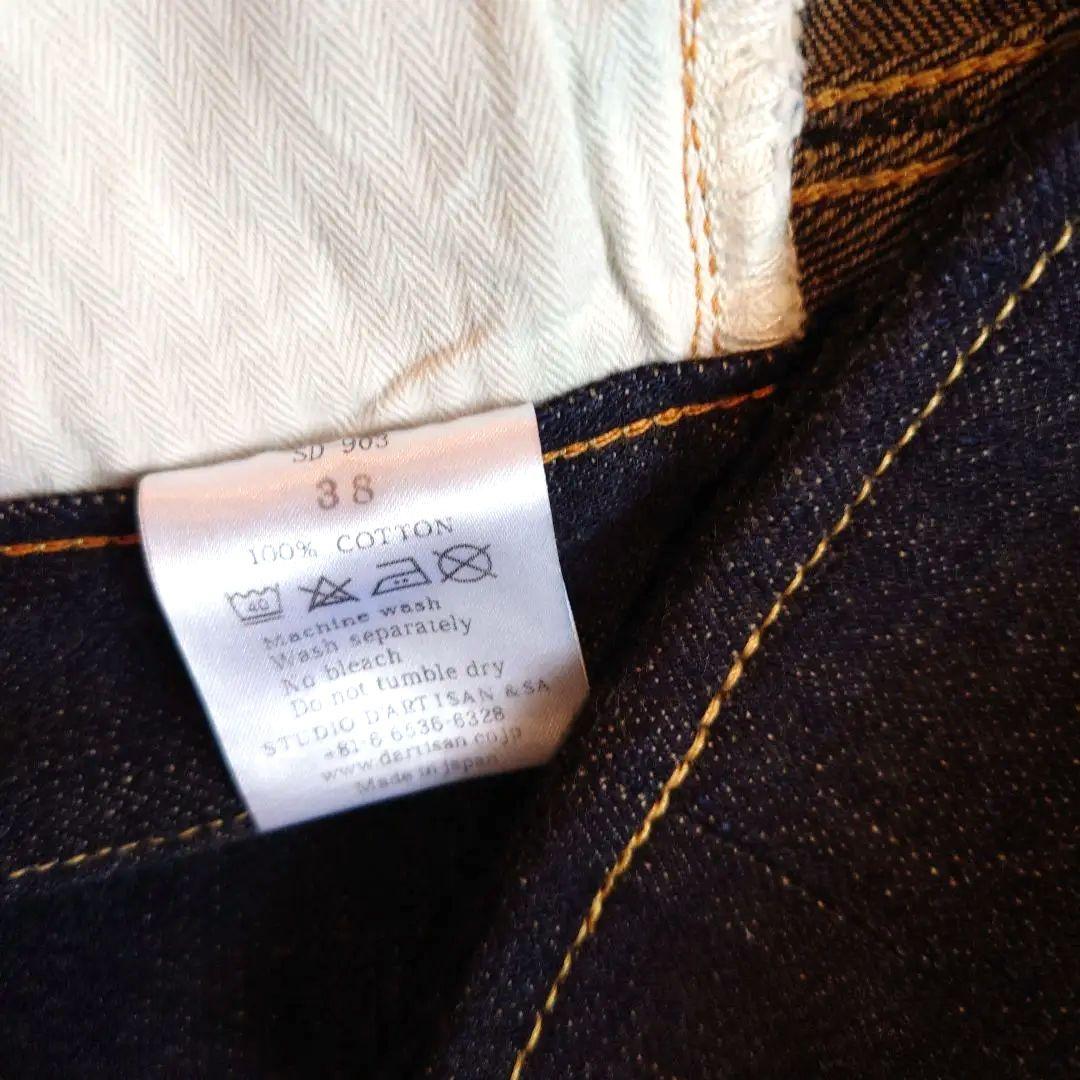 SD 903
38
100% COTTON
40
Machine wash
Wash separately
No bleach
Do not tumble dry
STUDIO D'ARTISAN & SA
+81-6 6536-6328
www.dartisan.co.jp
Made in japan